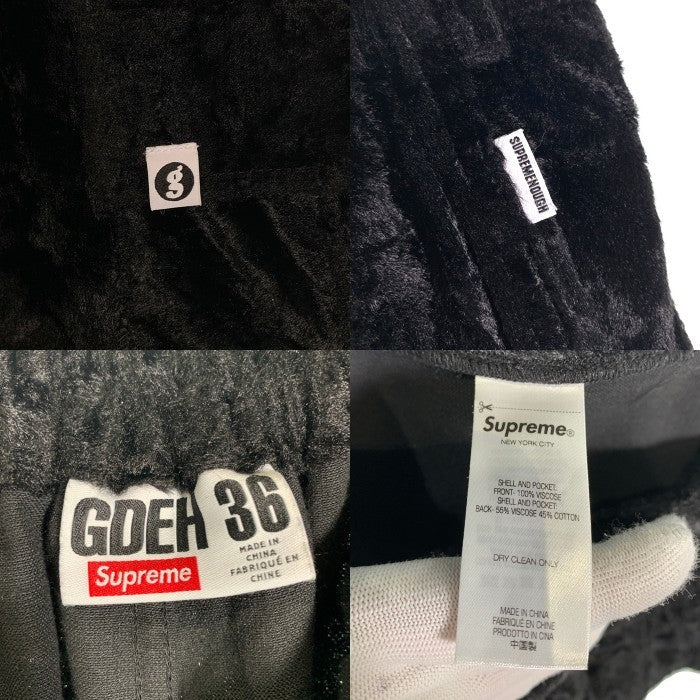 g
SUPREMENOUGH
GDEH
Supreme
36
MADE IN
CHINA
FABRIQUÉ EN
CHINE
Supreme®
NEW YORK CITY
SHELL AND POCKET:
FRONT- 100% VISCOSE
SHELL AND POCKET:
BACK- 56% VISCOSE 45% COTTON
DRY CLEAN ONLY
MADE IN CHINA
FABRIQUÉ EN CHINE
PRODOTTO IN CINA
中国製